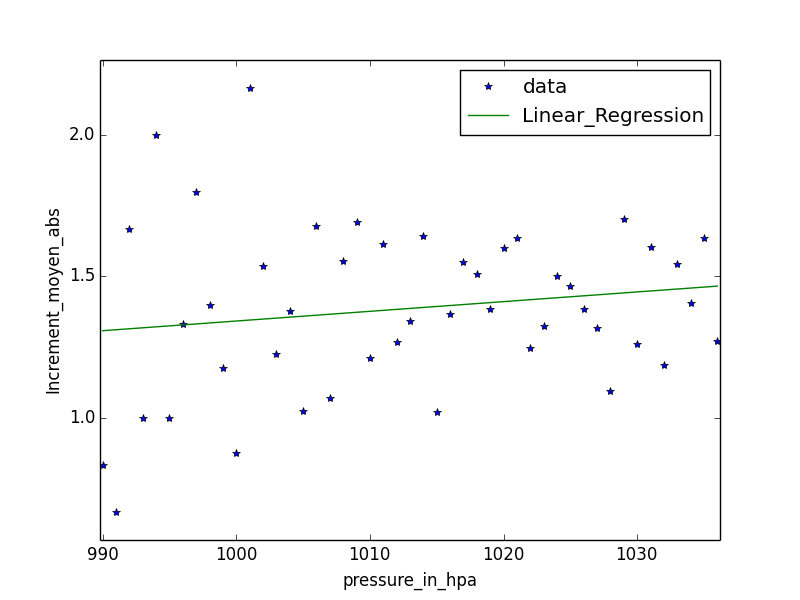 data
Linear_Regression
2.0
1.5
1.0
Increment_moyen_abs
990
1000
1010
1020
1030
pressure_in_hpa